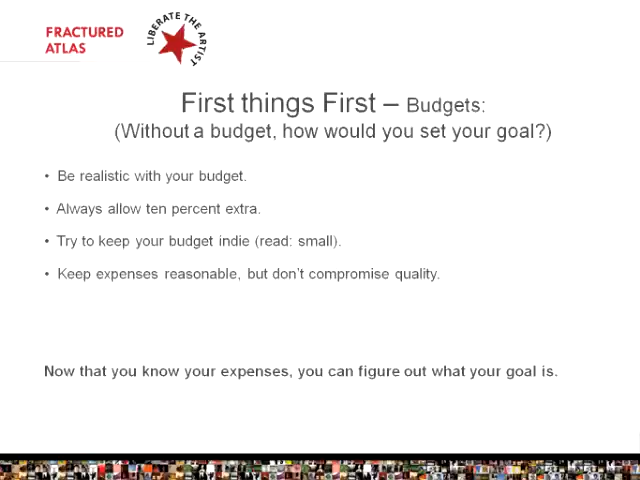 FRACTURED
ATLAS
LIBERATE THE ARTIST
First things First – Budgets:
(Without a budget, how would you set your goal?)
• Be realistic with your budget.
• Always allow ten percent extra.
• Try to keep your budget indie (read: small).
• Keep expenses reasonable, but don’t compromise quality.
Now that you know your expenses, you can figure out what your goal is.